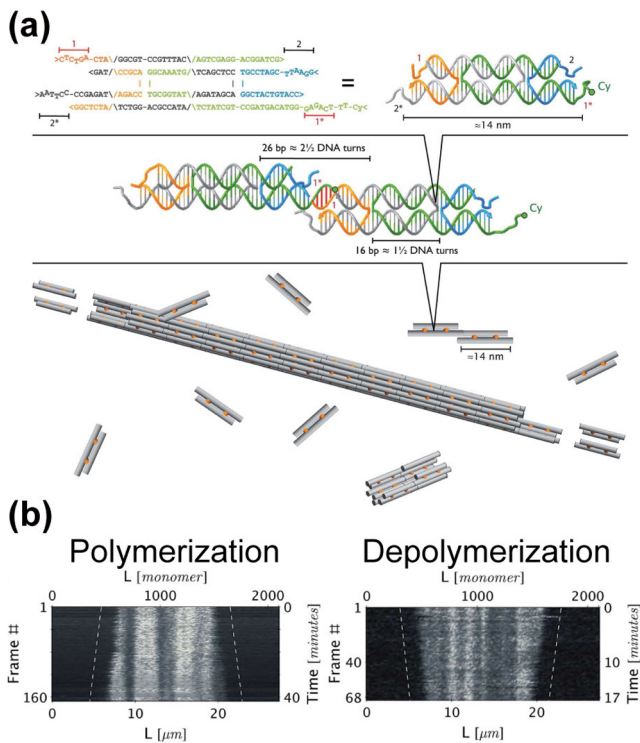 (a)
1
2
>CTCTGA-CTA\/GGCGT-CCGTTTAC\/AGTCGAGG-ACGGATCG>
<GAT/\CCGCA GGCAAATG/\TCAGCTCC TGCCTAGC-TTAAGG<
>AATTCC-CCGAG\/AGACC TGCGGTAT\/AGATAGCA GGCTACTGTACC>
<GGCTCTA/\TCTGG-ACGCCATA/\TCTATCGT-CCGATGACATGG-GAGACT-TT-Cy<
2*
1*
=
1
2
Cy
2*
1*
≈14 nm
26 bp ≈ 2⅓ DNA turns
1*
1
Cy
16 bp ≈ 1½ DNA turns
≈14 nm
(b)
Polymerization
L [monomer]
0 1000 2000
1 0
Frame #
Time [minutes]
160 40
0 10 20
L [µm]
Depolymerization
L [monomer]
0 1000 2000
1 0
Frame #
40 10
Time [minutes]
68 17
0 10 20
L [µm]